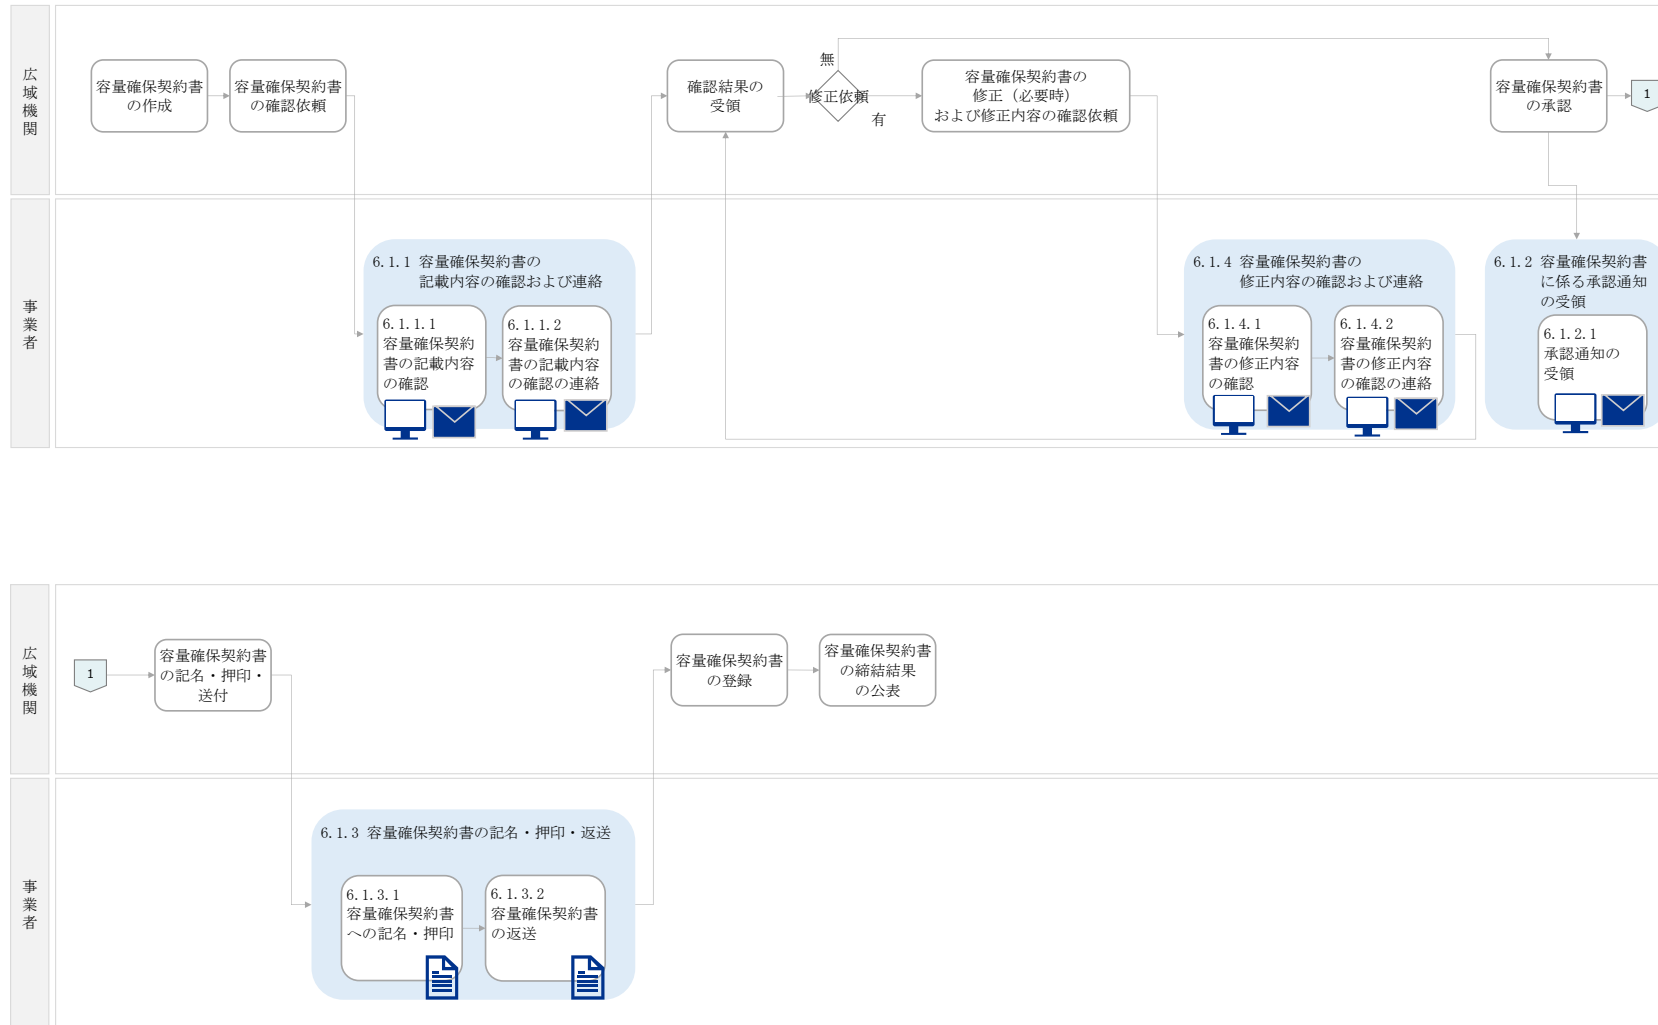 広
域
機
関
容量確保契約書
の作成
容量確保契約書
の確認依頼
確認結果の
受領
無
修正依頼
有
容量確保契約書の
修正（必要時）
および修正内容の確認依頼
容量確保契約書
の承認
1
事
業
者
6.1.1 容量確保契約書の
記載内容の確認および連絡
6.1.1.1
容量確保契約
書の記載内容
の確認
6.1.1.2
容量確保契約
書の記載内容
の確認の連絡
6.1.4 容量確保契約書の
修正内容の確認および連絡
6.1.4.1
容量確保契約
書の修正内容
の確認
6.1.4.2
容量確保契約
書の修正内容
の確認の連絡
6.1.2 容量確保契約書
に係る承認通知
の受領
6.1.2.1
承認通知の
受領
広
域
機
関
1
容量確保契約書
の記名・押印・
送付
容量確保契約書
の登録
容量確保契約書
の締結結果
の公表
事
業
者
6.1.3 容量確保契約書の記名・押印・返送
6.1.3.1
容量確保契約書
への記名・押印
6.1.3.2
容量確保契約書
の返送